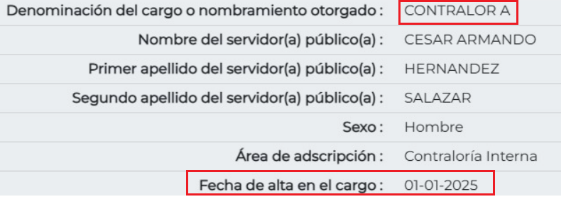 Denominación del cargo o nombramiento otorgado : CONTRALOR A
Nombre del servidor(a) público(a) : CESAR ARMANDO
Primer apellido del servidor(a) público(a) : HERNANDEZ
Segundo apellido del servidor(a) público(a) : SALAZAR
Sexo : Hombre
Área de adscripción : Contraloría Interna
Fecha de alta en el cargo : 01-01-2025